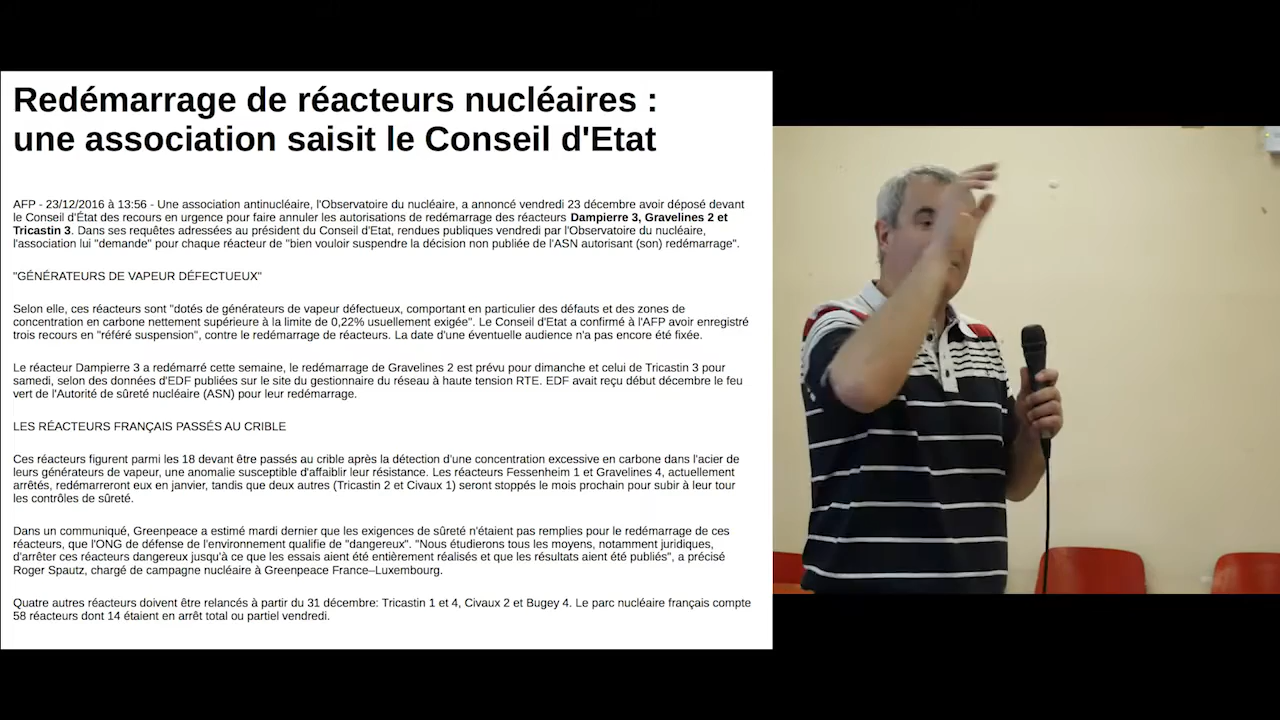 Redémarrage de réacteurs nucléaires :
une association saisit le Conseil d'Etat
AFP - 23/12/2016 à 13:56 - Une association antinucléaire, l'Observatoire du nucléaire, a annoncé vendredi 23 décembre avoir déposé devant
le Conseil d'État des recours en urgence pour faire annuler les autorisations de redémarrage des réacteurs Dampierre 3, Gravelines 2 et
Tricastin 3. Dans ses requêtes adressées au président du Conseil d'Etat, rendues publiques vendredi par l'Observatoire du nucléaire,
l'association lui "demande" pour chaque réacteur de "bien vouloir suspendre la décision non publiée de l'ASN autorisant (son) redémarrage".
"GÉNÉRATEURS DE VAPEUR DÉFECTUEUX"
Selon elle, ces réacteurs sont "dotés de générateurs de vapeur défectueux, comportant en particulier des défauts et des zones de
concentration en carbone nettement supérieure à la limite de 0,22% usuellement exigée". Le Conseil d'Etat a confirmé à l'AFP avoir enregistré
trois recours en "référé suspension", contre le redémarrage de réacteurs. La date d'une éventuelle audience n'a pas encore été fixée.
Le réacteur Dampierre 3 a redémarré cette semaine, le redémarrage de Gravelines 2 est prévu pour dimanche et celui de Tricastin 3 pour
samedi, selon des données d'EDF publiées sur le site du gestionnaire du réseau à haute tension RTE. EDF avait reçu début décembre le feu
vert de l'Autorité de sûreté nucléaire (ASN) pour leur redémarrage.
LES RÉACTEURS FRANÇAIS PASSÉS AU CRIBLE
Ces réacteurs figurent parmi les 18 devant être passés au crible après la détection d'une concentration excessive en carbone dans l'acier de
leurs générateurs de vapeur, une anomalie susceptible d'affaiblir leur résistance. Les réacteurs Fessenheim 1 et Gravelines 4, actuellement
arrêtés, redémarreront eux en janvier, tandis que deux autres (Tricastin 2 et Civaux 1) seront stoppés le mois prochain pour subir à leur tour
les contrôles de sûreté.
Dans un communiqué, Greenpeace a estimé mardi dernier que les exigences de sûreté n'étaient pas remplies pour le redémarrage de ces
réacteurs, que l'ONG de défense de l'environnement qualifie de "dangereux". "Nous étudierons tous les moyens, notamment juridiques,
d'arrêter ces réacteurs dangereux jusqu'à ce que les essais aient été entièrement réalisés et que les résultats aient été publiés", a précisé
Roger Spautz, chargé de campagne nucléaire à Greenpeace France–Luxembourg.
Quatre autres réacteurs doivent être relancés à partir du 31 décembre: Tricastin 1 et 4, Civaux 2 et Bugey 4. Le parc nucléaire français compte
58 réacteurs dont 14 étaient en arrêt total ou partiel vendredi.